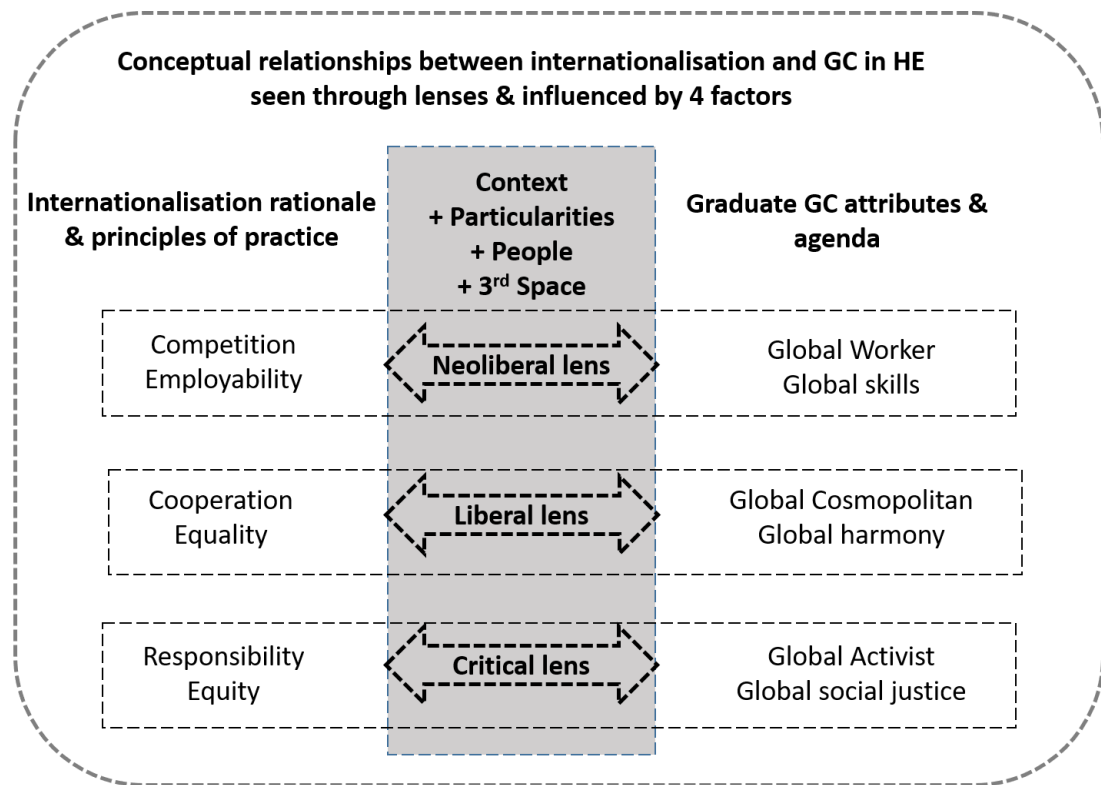 Conceptual relationships between internationalisation and GC in HE
seen through lenses & influenced by 4 factors
Internationalisation rationale
& principles of practice
Context
+ Particularities
+ People
+ 3rd Space
Graduate GC attributes &
agenda
Competition
Employability
Neoliberal lens
Global Worker
Global skills
Cooperation
Equality
Liberal lens
Global Cosmopolitan
Global harmony
Responsibility
Equity
Critical lens
Global Activist
Global social justice